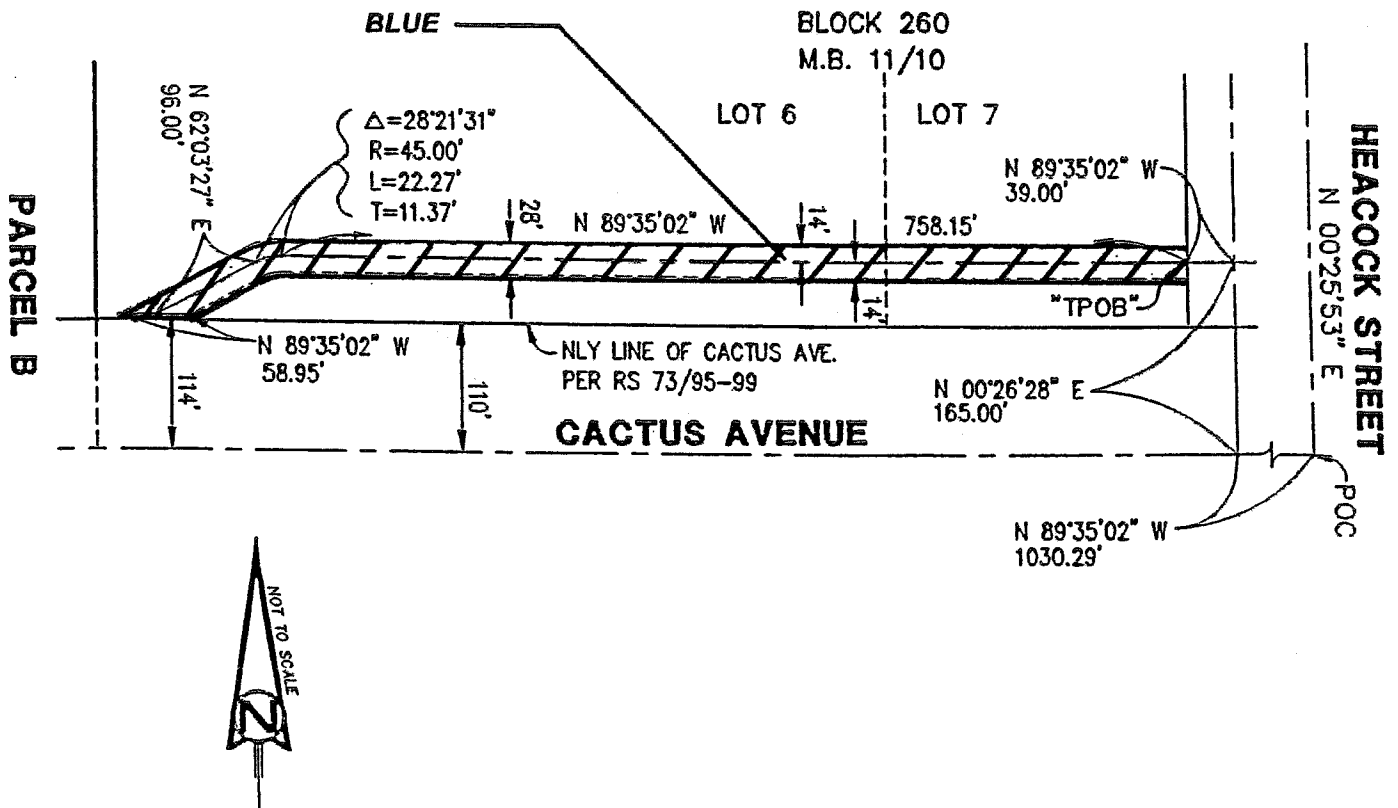 BLUE
BLOCK 260
M.B. 11/10
LOT 6
LOT 7
N 62°03'27" E
96.00'
Δ=28°21'31"
R=45.00'
L=22.27'
T=11.37'
28'
N 89°35'02" W
14'
758.15'
N 89°35'02" W
39.00'
HEACOCK STREET
N 00°25'53" E
PARCEL B
"TPOB"
14'
N 89°35'02" W
58.95'
NLY LINE OF CACTUS AVE.
PER RS 73/95-99
114'
110'
N 00°26'28" E
165.00'
CACTUS AVENUE
POC
N 89°35'02" W
1030.29'
NOT TO SCALE
N